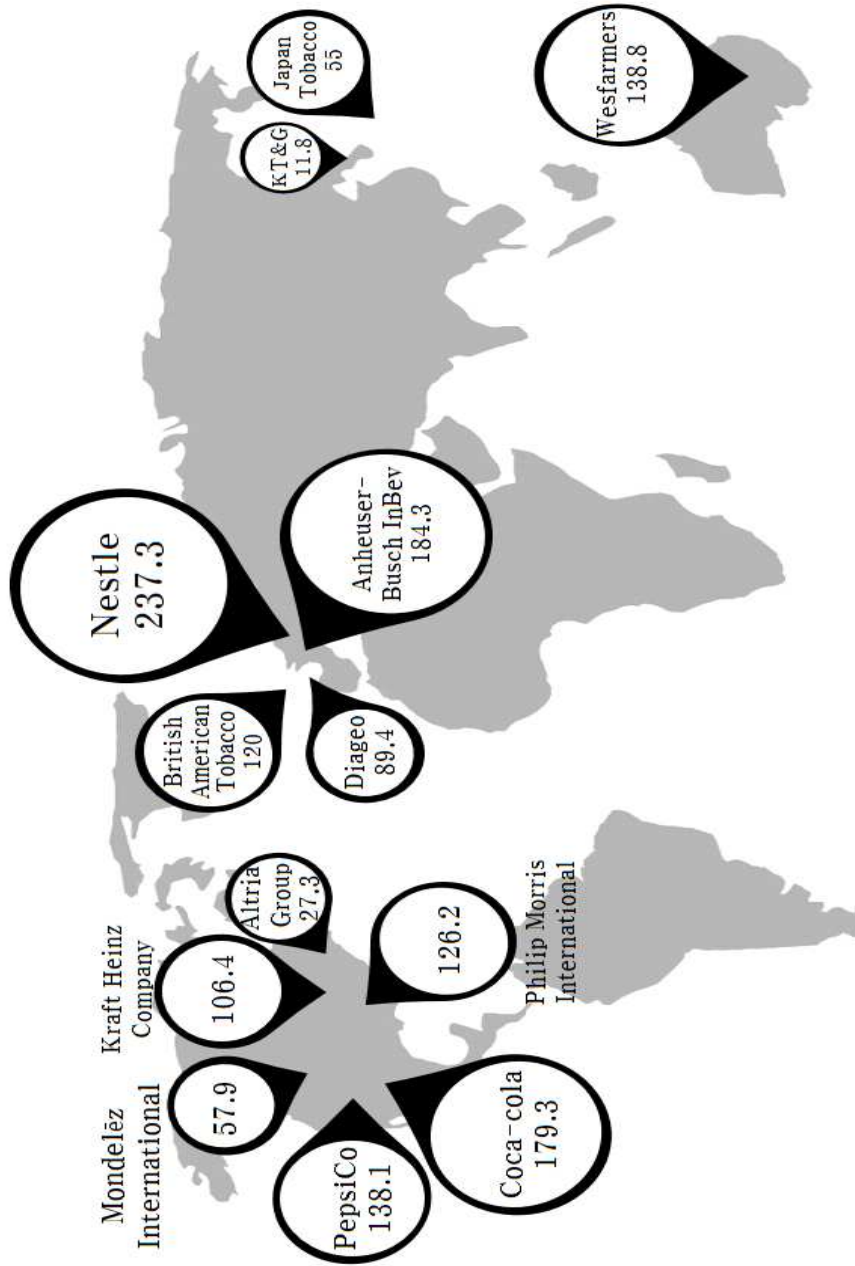 Mondelēz
International
57.9
Kraft Heinz
Company
106.4
PepsiCo
138.1
Coca-cola
179.3
Altria
Group
27.3
126.2
Philip Morris
International
British
American
Tobacco
120
Diageo
89.4
Nestle
237.3
Anheuser-
Busch InBev
184.3
KT&G
11.8
Japan
Tobacco
55
Wesfarmers
138.8